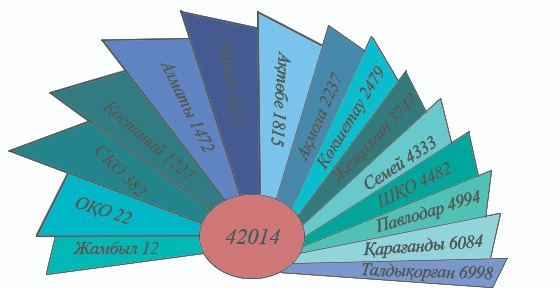 Жамбыл 12
ОҚО 22
СҚО 382
Қостанай 1227
Алматы 1472
Ақтөбе 1815
Ақмола 2237
Көкшетау 2479
Жезқазған 3747
Семей 4333
ШҚО 4482
Павлодар 4994
Қарағанды 6084
Талдықорған 6998
42014